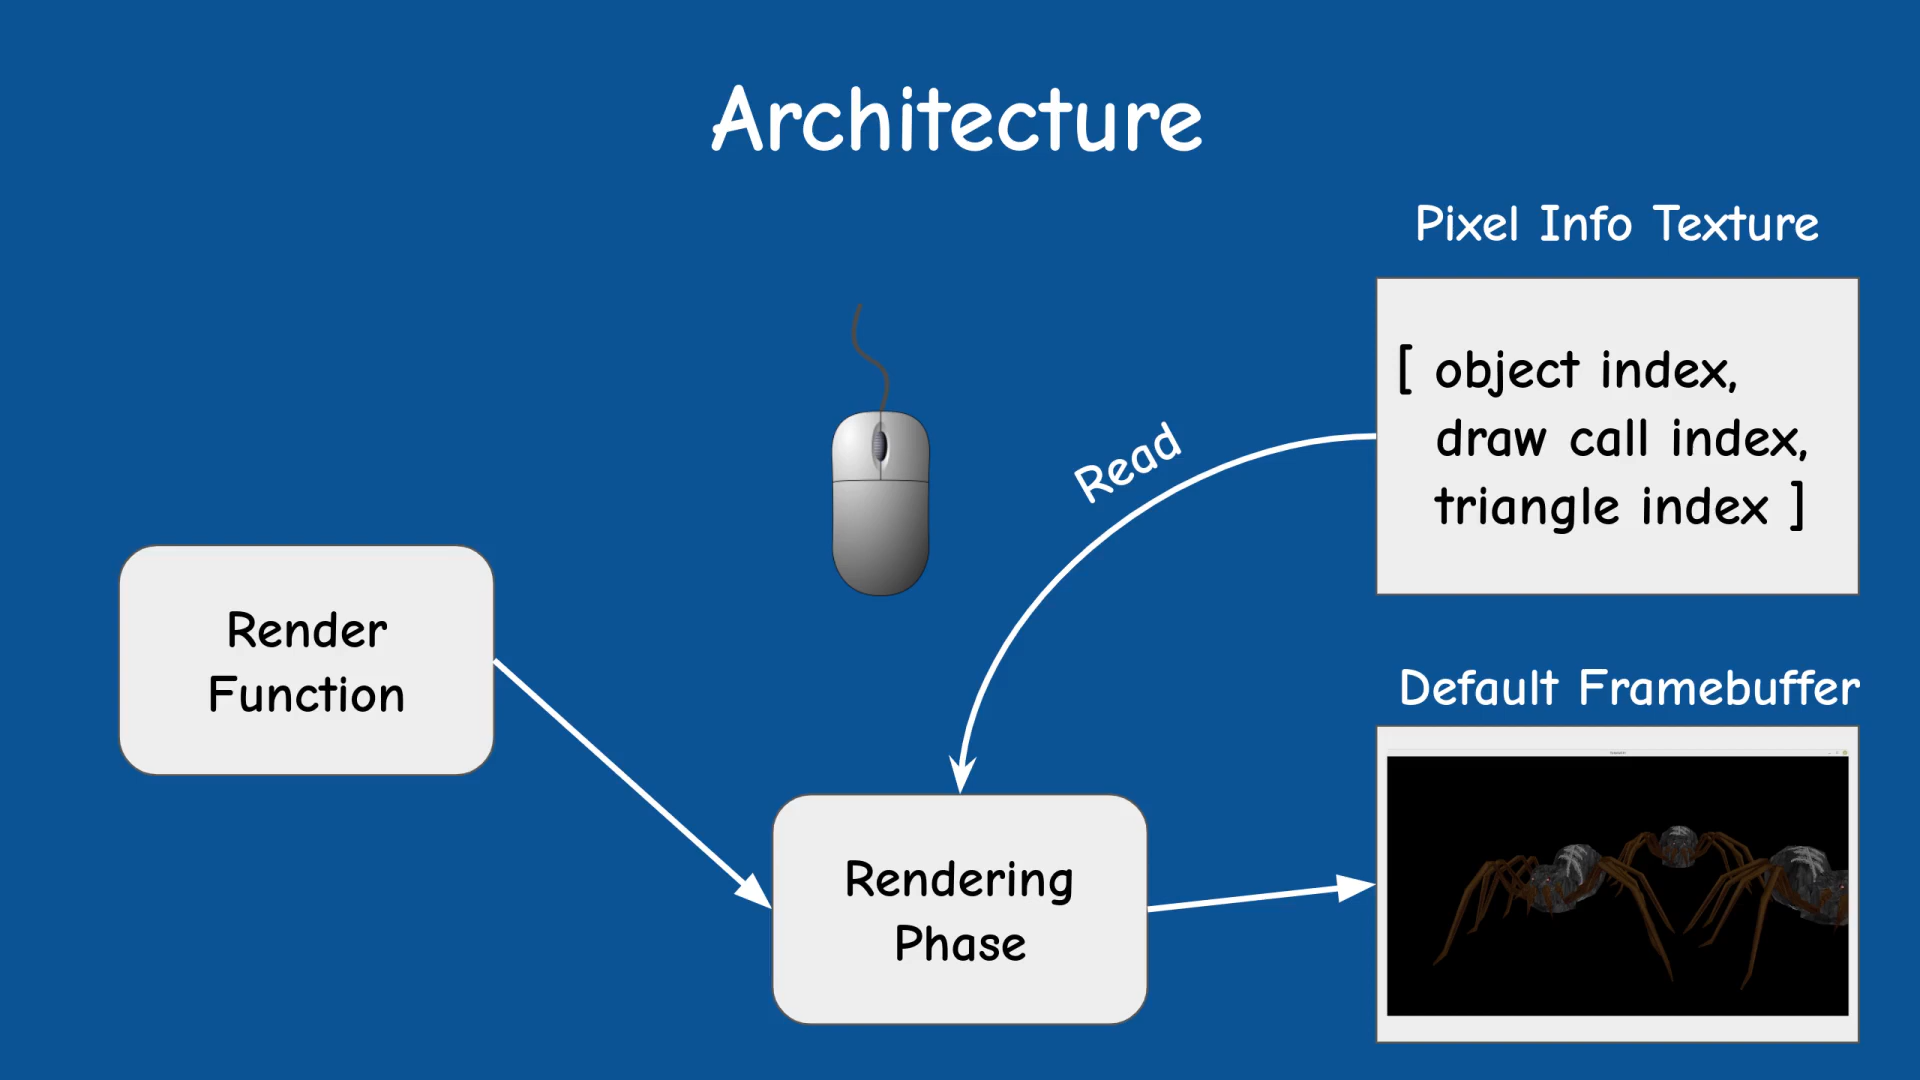 Architecture
Pixel Info Texture
[ object index,
draw call index,
triangle index ]
Read
Render
Function
Default Framebuffer
Rendering
Phase